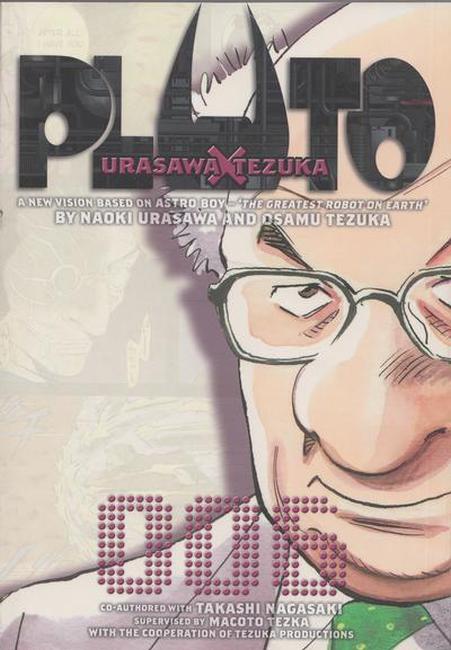 PLUTO
URASAWA X TEZUKA
A NEW VISION BASED ON ASTRO BOY—'THE GREATEST ROBOT ON EARTH'
BY NAOKI URASAWA AND OSAMU TEZUKA
006
CO-AUTHORED WITH TAKASHI NAGASAKI
SUPERVISED BY MACOTO TEZKA
WITH THE COOPERATION OF TEZUKA PRODUCTIONS